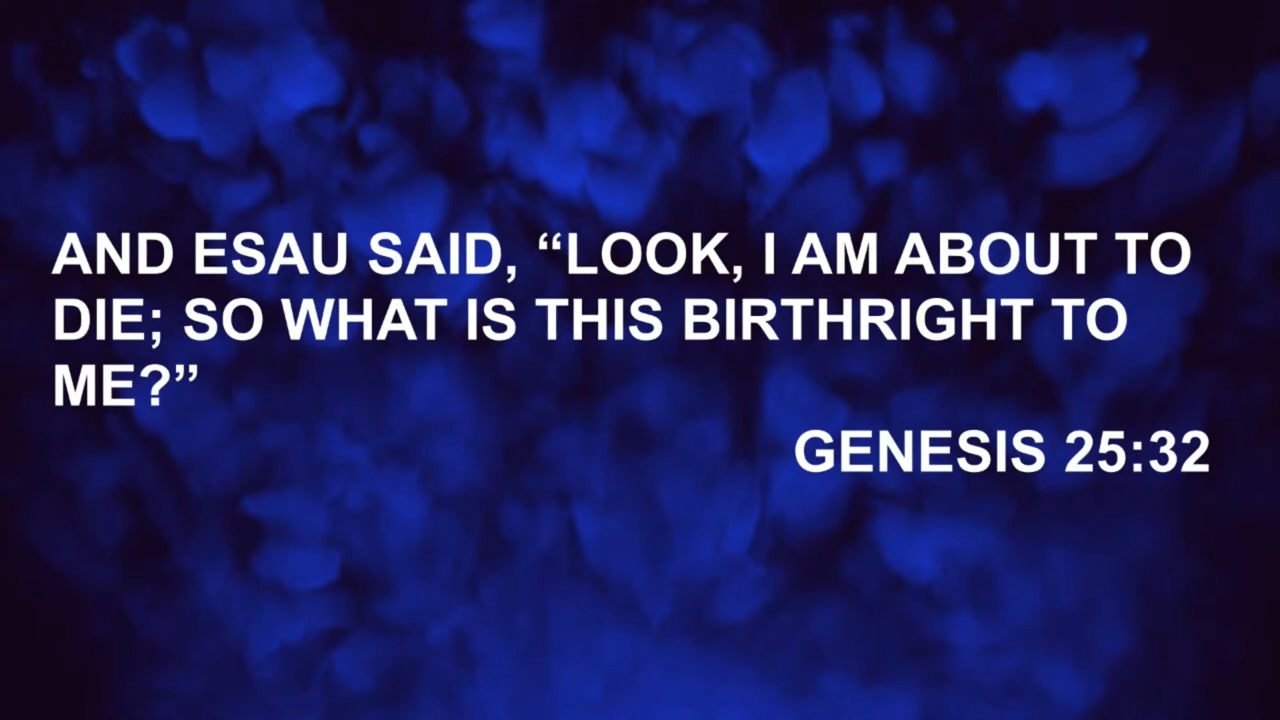 AND ESAU SAID, “LOOK, I AM ABOUT TO
DIE; SO WHAT IS THIS BIRTHRIGHT TO
ME?”
GENESIS 25:32